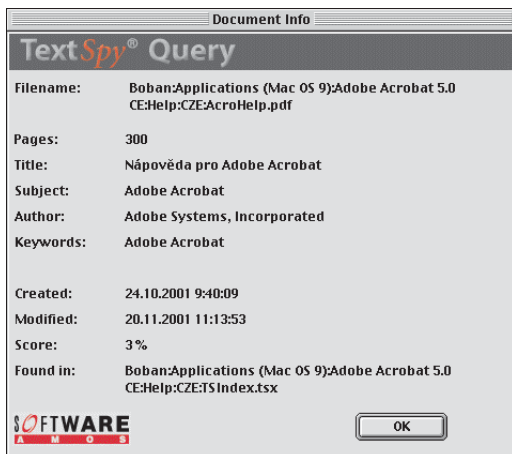 Document Info
TextSpy® Query
Filename: Boban:Applications (Mac OS 9):Adobe Acrobat 5.0
CE:Help:CZE:AcroHelp.pdf
Pages: 300
Title: Nápověda pro Adobe Acrobat
Subject: Adobe Acrobat
Author: Adobe Systems, Incorporated
Keywords: Adobe Acrobat
Created: 24.10.2001 9:40:09
Modified: 20.11.2001 11:13:53
Score: 3%
Found in: Boban:Applications (Mac OS 9):Adobe Acrobat 5.0
CE:Help:CZE:TSIndex.tsx
SOFTWARE
AMOS
OK